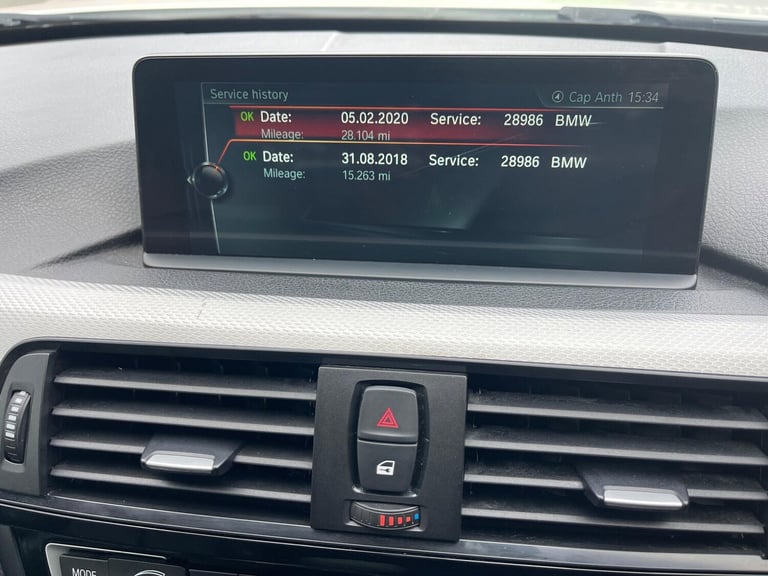 Service history
Cap Anth 15:34
OK Date: 05.02.2020 Service: 28986 BMW
Mileage: 28.104 mi
OK Date: 31.08.2018 Service: 28986 BMW
Mileage: 15.263 mi
MODE